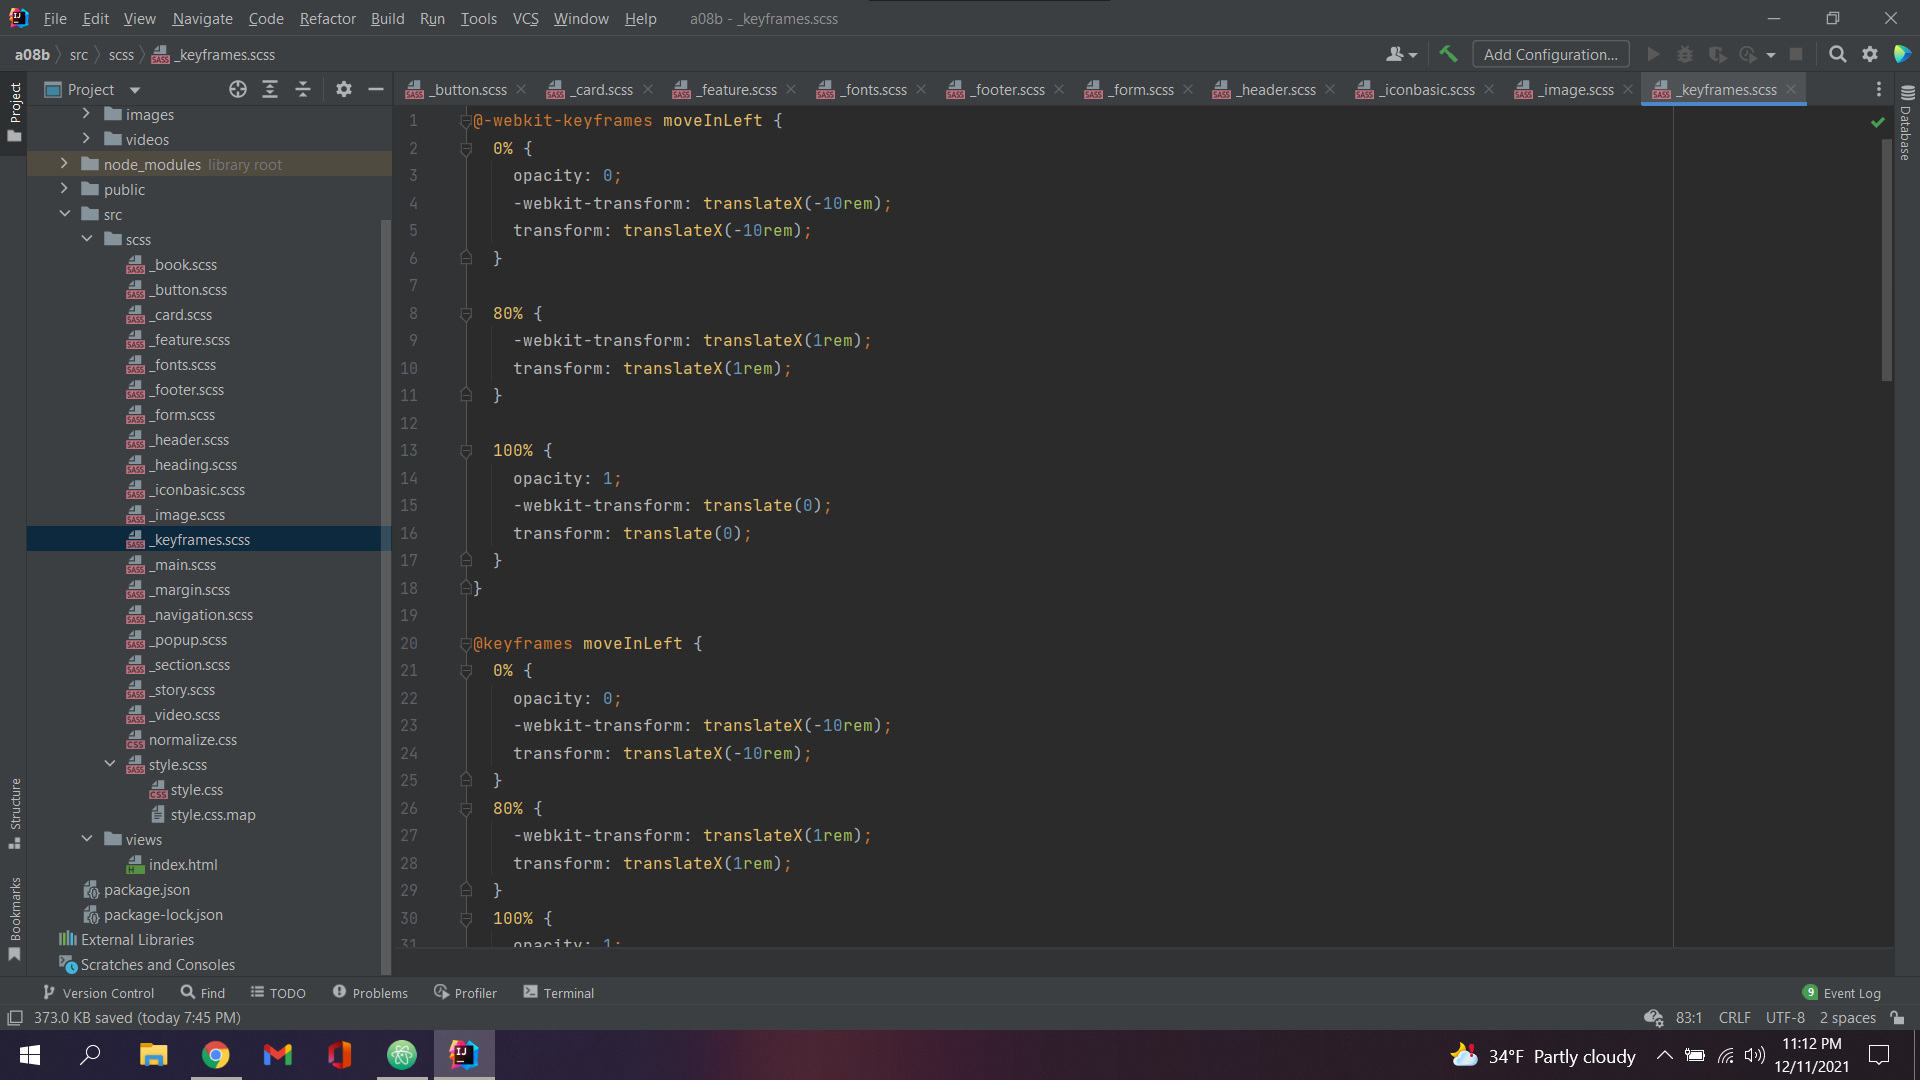 File Edit View Navigate Code Refactor Build Run Tools VCS Window Help a08b - _keyframes.scss
a08b src scss _keyframes.scss
Add Configuration...
Project
_button.scss _card.scss _feature.scss _fonts.scss _footer.scss _form.scss _header.scss _iconbasic.scss _image.scss _keyframes.scss
Project
Database
images
videos
node_modules library root
public
src
scss
_book.scss
_button.scss
_card.scss
_feature.scss
_fonts.scss
_footer.scss
_form.scss
_header.scss
_heading.scss
_iconbasic.scss
_image.scss
_keyframes.scss
_main.scss
_margin.scss
_navigation.scss
_popup.scss
_section.scss
_story.scss
_video.scss
normalize.css
style.scss
style.css
style.css.map
views
index.html
package.json
package-lock.json
External Libraries
Scratches and Consoles
Structure
Bookmarks
1 @-webkit-keyframes moveInLeft {
2 0% {
3 opacity: 0;
4 -webkit-transform: translateX(-10rem);
5 transform: translateX(-10rem);
6 }
7
8 80% {
9 -webkit-transform: translateX(1rem);
10 transform: translateX(1rem);
11 }
12
13 100% {
14 opacity: 1;
15 -webkit-transform: translate(0);
16 transform: translate(0);
17 }
18 }
19
20 @keyframes moveInLeft {
21 0% {
22 opacity: 0;
23 -webkit-transform: translateX(-10rem);
24 transform: translateX(-10rem);
25 }
26 80% {
27 -webkit-transform: translateX(1rem);
28 transform: translateX(1rem);
29 }
30 100% {
31 opacity: 1;
Version Control Find TODO Problems Profiler Terminal 9 Event Log
373.0 KB saved (today 7:45 PM) 83:1 CRLF UTF-8 2 spaces
34°F Partly cloudy 11:12 PM
12/11/2021